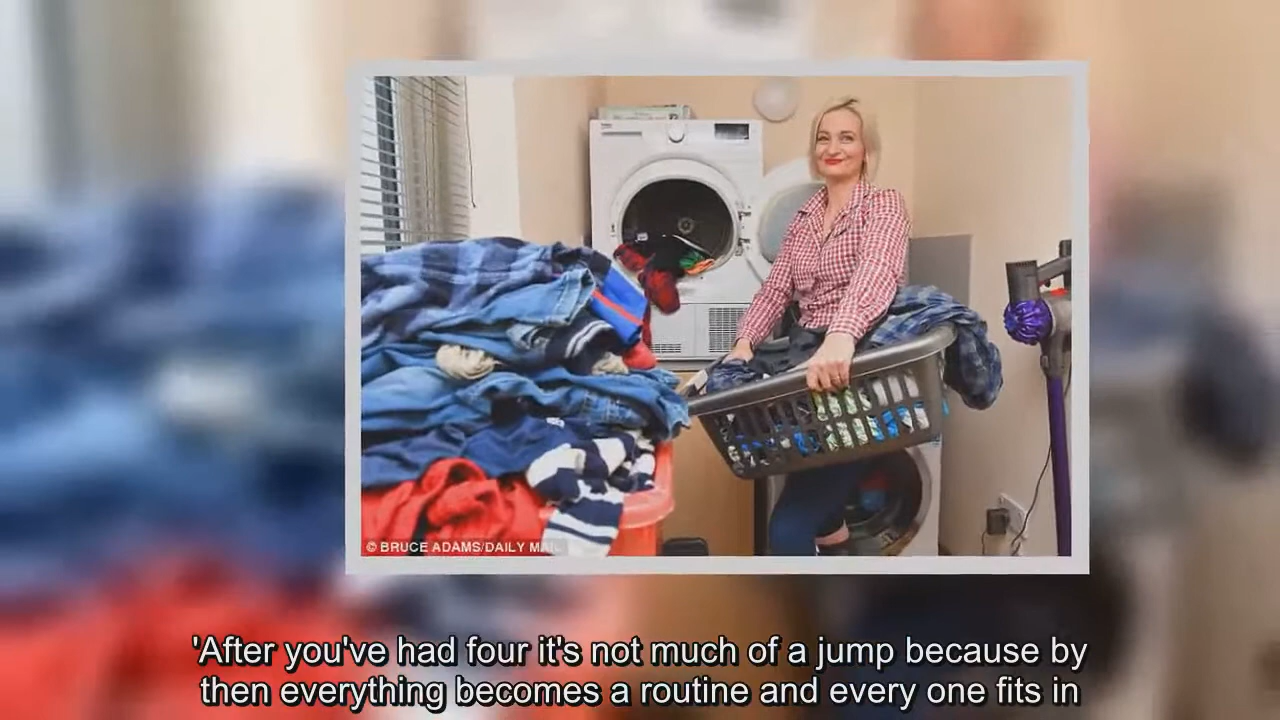 © BRUCE ADAMS/DAILY MAIL
'After you've had four it's not much of a jump because by
then everything becomes a routine and every one fits in